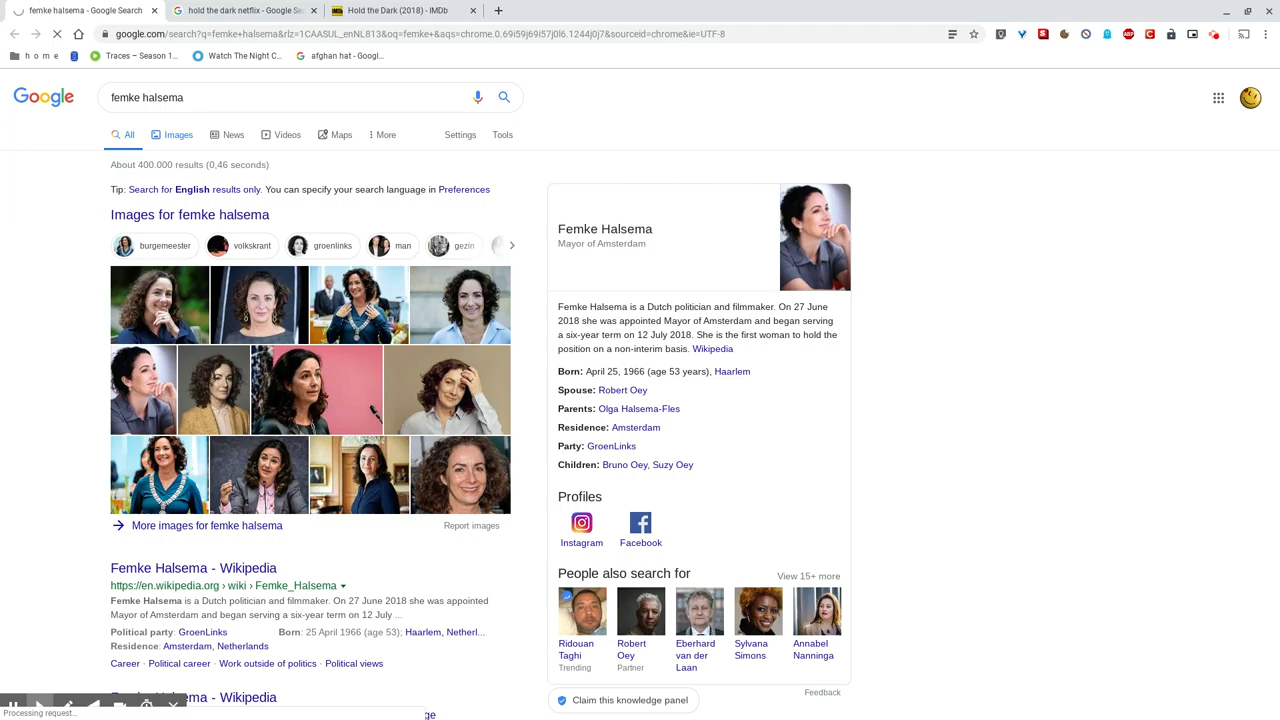 femke halsema - Google Search
hold the dark netflix - Google Sea
Hold the Dark (2018) - IMDb
google.com/search?q=femke+halsema&rlz=1CAASUL_enNL813&oq=femke+&aqs=chrome.0.69i59j69i57j0l6.1244j0j7&sourceid=chrome&ie=UTF-8
h o m e
Traces – Season 1...
Watch The Night C...
afghan hat - Googl...
Google
femke halsema
All
Images
News
Videos
Maps
More
Settings
Tools
About 400.000 results (0,46 seconds)
Tip: Search for English results only. You can specify your search language in Preferences
Images for femke halsema
burgemeester
volkskrant
groenlinks
man
gezin
More images for femke halsema
Report images
Femke Halsema - Wikipedia
https://en.wikipedia.org › wiki › Femke_Halsema
Femke Halsema is a Dutch politician and filmmaker. On 27 June 2018 she was appointed
Mayor of Amsterdam and began serving a six-year term on 12 July ...
Political party: GroenLinks
Born: 25 April 1966 (age 53); Haarlem, Netherl...
Residence: Amsterdam, Netherlands
Career · Political career · Work outside of politics · Political views
Halsema - Wikipedia
Processing request...
ge
Femke Halsema
Mayor of Amsterdam
Femke Halsema is a Dutch politician and filmmaker. On 27 June
2018 she was appointed Mayor of Amsterdam and began serving
a six-year term on 12 July 2018. She is the first woman to hold the
position on a non-interim basis. Wikipedia
Born: April 25, 1966 (age 53 years), Haarlem
Spouse: Robert Oey
Parents: Olga Halsema-Fles
Residence: Amsterdam
Party: GroenLinks
Children: Bruno Oey, Suzy Oey
Profiles
Instagram
Facebook
People also search for
View 15+ more
Ridouan
Taghi
Trending
Robert
Oey
Partner
Eberhard
van der
Laan
Sylvana
Simons
Annabel
Nanninga
Feedback
Claim this knowledge panel